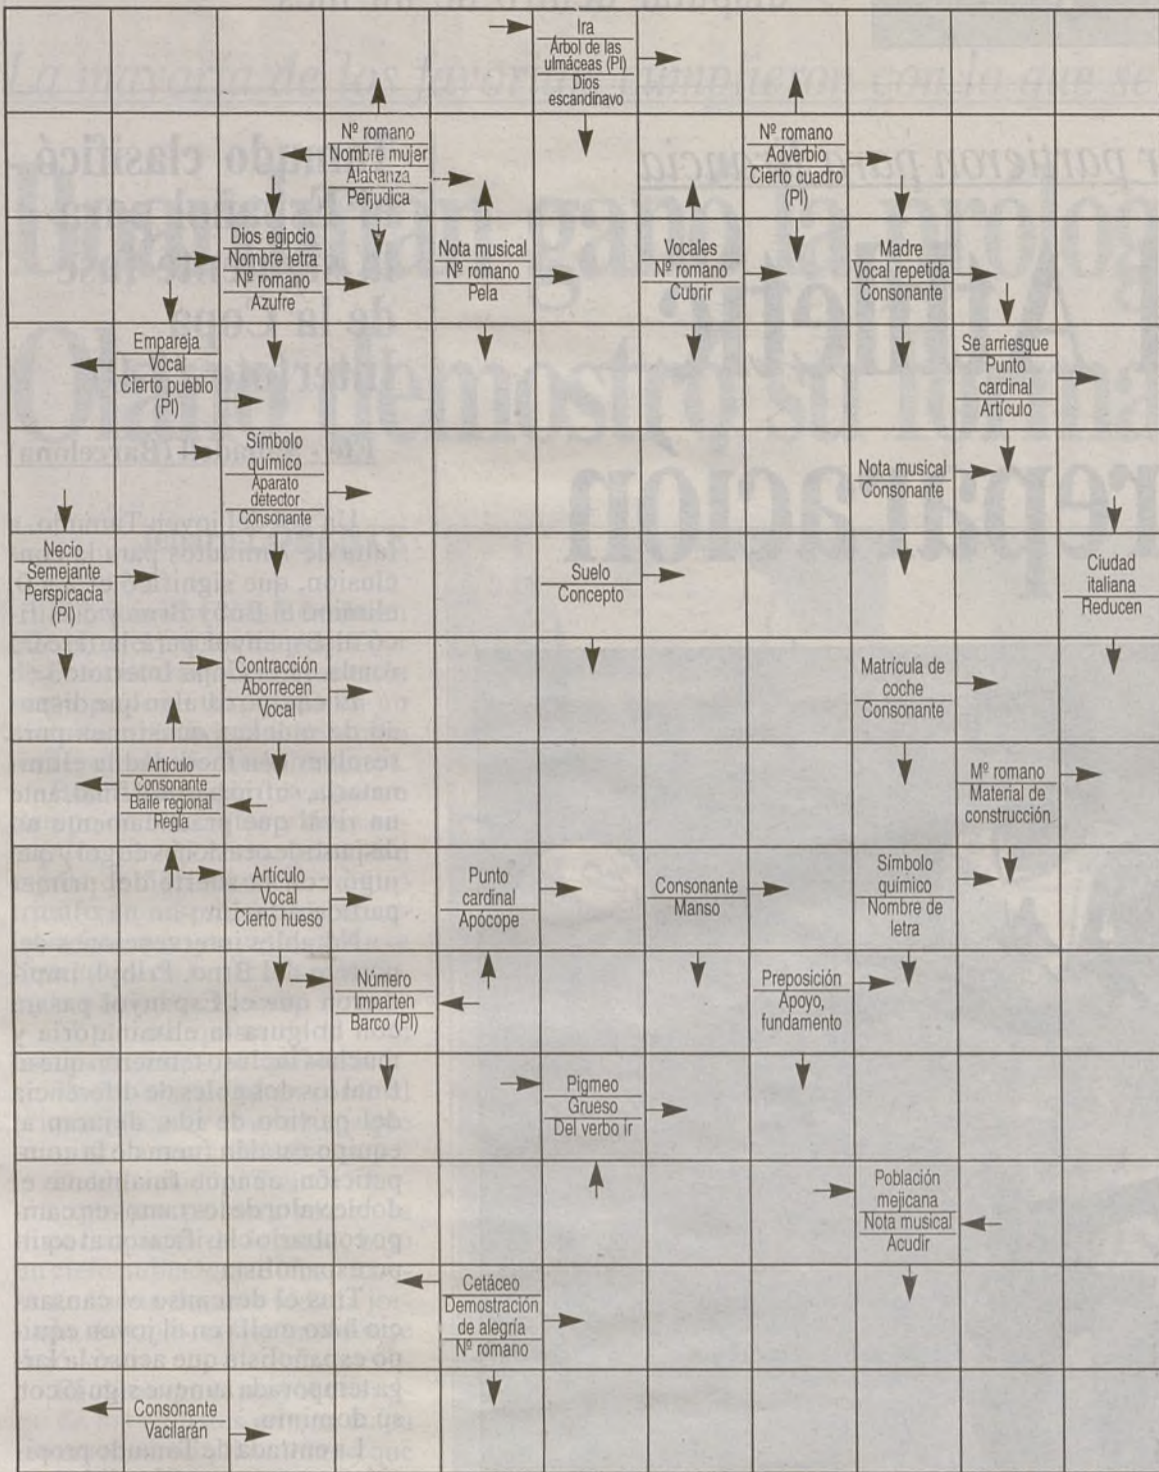 Ira
Árbol de las
ulmáceas (Pl)
Dios
escandinavo
Nº romano
Nombre mujer
Alabanza
Perjudica
Nº romano
Adverbio
Cierto cuadro
(Pl)
Dios egipcio
Nombre letra
Nº romano
Azufre
Nota musical
Nº romano
Pela
Vocales
Nº romano
Cubrir
Madre
Vocal repetida
Consonante
Empareja
Vocal
Cierto pueblo
(Pl)
Se arriesgue
Punto
cardinal
Artículo
Símbolo
químico
Aparato
detector
Consonante
Nota musical
Consonante
Necio
Semejante
Perspicacia
(Pl)
Suelo
Concepto
Ciudad
italiana
Reducen
Contracción
Aborrecen
Vocal
Matrícula de
coche
Consonante
Artículo
Consonante
Baile regional
Regla
Mº romano
Material de
construcción
Artículo
Vocal
Cierto hueso
Punto
cardinal
Apócope
Consonante
Manso
Símbolo
químico
Nombre de
letra
Número
Imparten
Barco (Pl)
Preposición
Apoyo,
fundamento
Pigmeo
Grueso
Del verbo ir
Población
mejicana
Nota musical
Acudir
Cetáceo
Demostración
de alegría
Nº romano
Consonante
Vacilarán